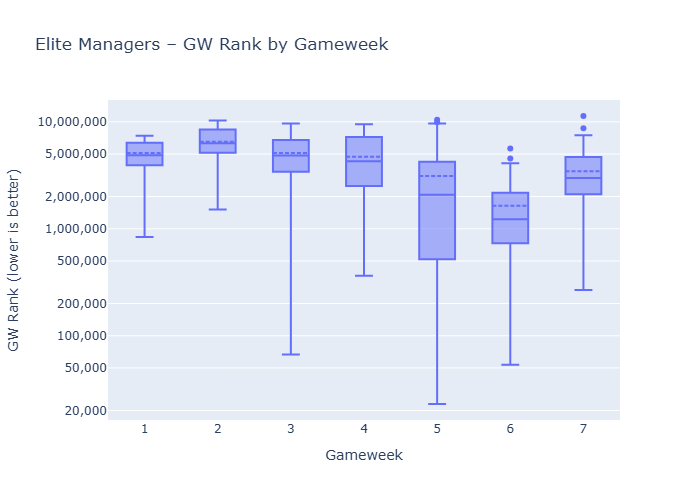 Elite Managers – GW Rank by Gameweek
GW Rank (lower is better)
10,000,000
5,000,000
2,000,000
1,000,000
500,000
200,000
100,000
50,000
20,000
1 2 3 4 5 6 7
Gameweek